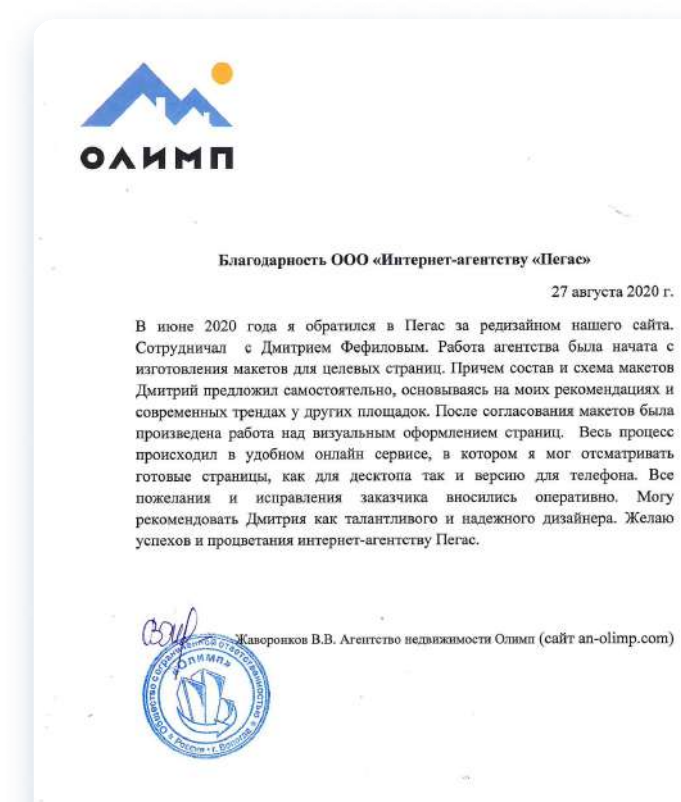 ОЛИМП
Благодарность ООО «Интернет-агентству «Пегас»
27 августа 2020 г.
В июне 2020 года я обратился в Пегас за редизайном нашего сайта.
Сотрудничал с Дмитрием Фефиловым. Работа агентства была начата с
изготовления макетов для целевых страниц. Причем состав и схема макетов
Дмитрий предложил самостоятельно, основываясь на моих рекомендациях и
современных трендах у других площадок. После согласования макетов была
произведена работа над визуальным оформлением страниц. Весь процесс
происходил в удобном онлайн сервисе, в котором я мог отсматривать
готовые страницы, как для десктопа так и версию для телефона. Все
пожелания и исправления заказчика вносились оперативно. Могу
рекомендовать Дмитрия как талантливого и надежного дизайнера. Желаю
успехов и процветания интернет-агентству Пегас.
Жаворонков В.В. Агентство недвижимости Олимп (сайт an-olimp.com)
Общество с ограниченной ответственностью
«ОЛИМП»
Россия • г. Вологда